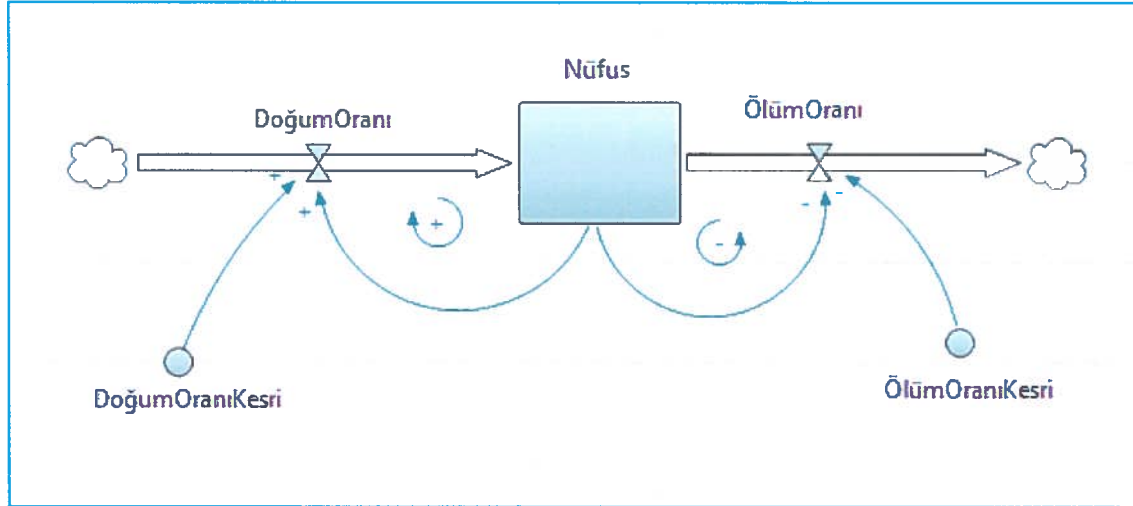 Nüfus
DoğumOranı
ÖlümOranı
+
+
+
-
-
-
DoğumOranıKesri
ÖlümOranıKesri